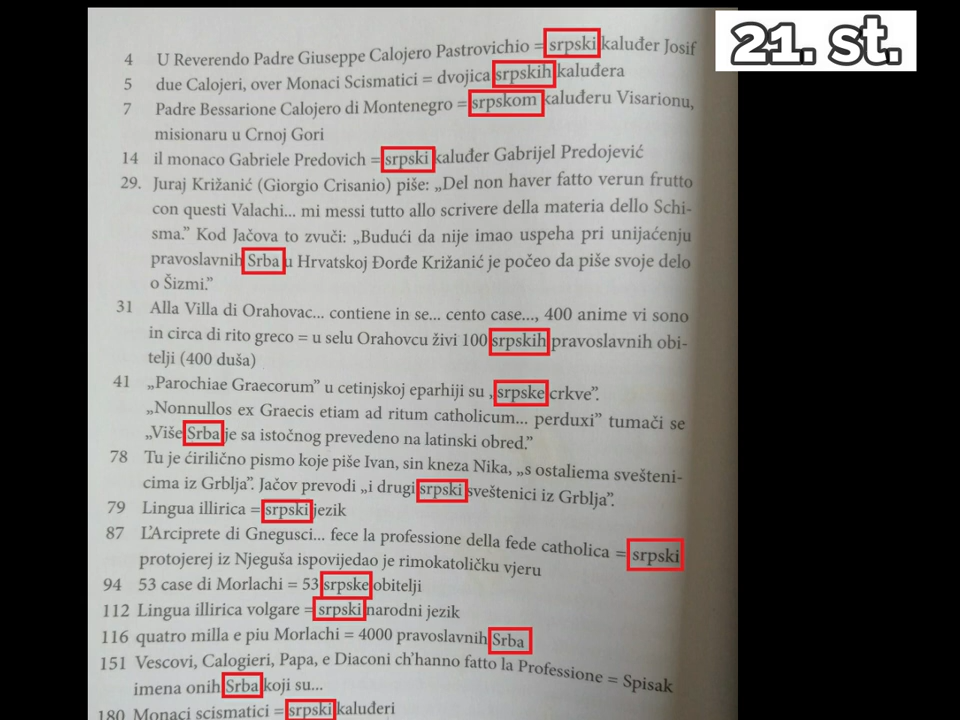 21. st.
4 U Reverendo Padre Giuseppe Calojero Pastrovichio = srpski kaluđer Josif
5 due Calojeri, over Monaci Scismatici = dvojica srpskih kaluđera
7 Padre Bessarione Calojero di Montenegro = srpskom kaluđeru Visarionu,
misionaru u Crnoj Gori
14 il monaco Gabriele Predovich = srpski kaluđer Gabrijel Predojević
29. Juraj Križanić (Giorgio Crisanio) piše: „Del non haver fatto verun frutto
con questi Valachi... mi messi tutto allo scrivere della materia dello Schi-
sma.” Kod Jačova to zvuči: „Budući da nije imao uspeha pri unijaćenju
pravoslavnih Srba u Hrvatskoj Đorđe Križanić je počeo da piše svoje delo
o Šizmi.”
31 Alla Villa di Orahovac... contiene in se... cento case..., 400 anime vi sono
in circa di rito greco = u selu Orahovcu živi 100 srpskih pravoslavnih obi-
telji (400 duša)
41 „Parochiae Graecorum” u cetinjskoj eparhiji su „srpske crkve”.
„Nonnullos ex Graecis etiam ad ritum catholicum... perduxi” tumači se
„Više Srba je sa istočnog prevedeno na latinski obred.”
78 Tu je ćirilično pismo koje piše Ivan, sin kneza Nika, „s ostaliema svešteni-
cima iz Grblja”. Jačov prevodi „i drugi srpski sveštenici iz Grblja”.
79 Lingua illirica = srpski jezik
87 L’Arciprete di Gnegusci... fece la professione della fede catholica = srpski
protojerej iz Njeguša ispovijedao je rimokatoličku vjeru
94 53 case di Morlachi = 53 srpske obitelji
112 Lingua illirica volgare = srpski narodni jezik
116 quatro milla e piu Morlachi = 4000 pravoslavnih Srba
151 Vescovi, Calogieri, Papa, e Diaconi ch’hanno fatto la Professione = Spisak
imena onih Srba koji su...
180 Monaci scismatici = srpski kaluđeri